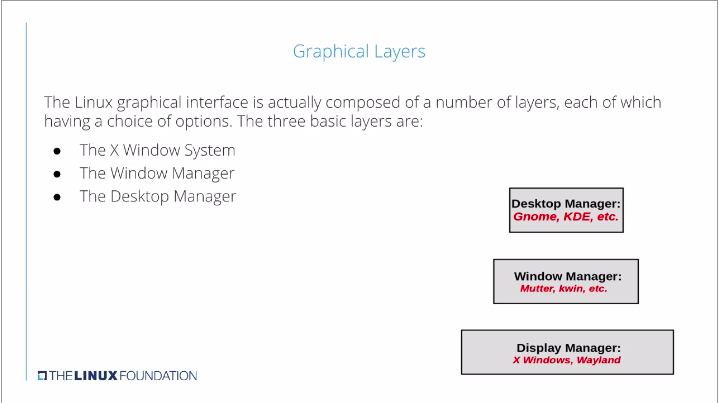 Graphical Layers
The Linux graphical interface is actually composed of a number of layers, each of which
having a choice of options. The three basic layers are:
● The X Window System
● The Window Manager
● The Desktop Manager
Desktop Manager:
Gnome, KDE, etc.
Window Manager:
Mutter, kwin, etc.
Display Manager:
X Windows, Wayland
THE LINUX FOUNDATION